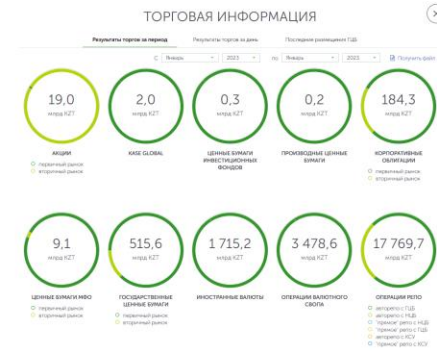 ТОРГОВАЯ ИНФОРМАЦИЯ
Результаты торгов за период
Результаты торгов за день
Последние размещения ГЦБ
С Январь 2023 по Январь 2023 Получить файл
19,0
млрд KZT
2,0
млрд KZT
0,3
млрд KZT
0,2
млрд KZT
184,3
млрд KZT
АКЦИИ
первичный рынок
вторичный рынок
KASE GLOBAL
ЦЕННЫЕ БУМАГИ
ИНВЕСТИЦИОННЫХ
ФОНДОВ
ПРОИЗВОДНЫЕ ЦЕННЫЕ
БУМАГИ
КОРПОРАТИВНЫЕ
ОБЛИГАЦИИ
первичный рынок
вторичный рынок
9,1
млрд KZT
515,6
млрд KZT
1 715,2
млрд KZT
3 478,6
млрд KZT
17 769,7
млрд KZT
ЦЕННЫЕ БУМАГИ МФО
первичный рынок
вторичный рынок
ГОСУДАРСТВЕННЫЕ
ЦЕННЫЕ БУМАГИ
первичный рынок
вторичный рынок
ИНОСТРАННЫЕ ВАЛЮТЫ
ОПЕРАЦИИ ВАЛЮТНОГО
СВОПА
ОПЕРАЦИИ РЕПО
авторепо с ГЦБ
авторепо с НЦБ
"прямое" репо с НЦБ
"прямое" репо с ГЦБ
авторепо с КСУ
"прямое" репо с КСУ